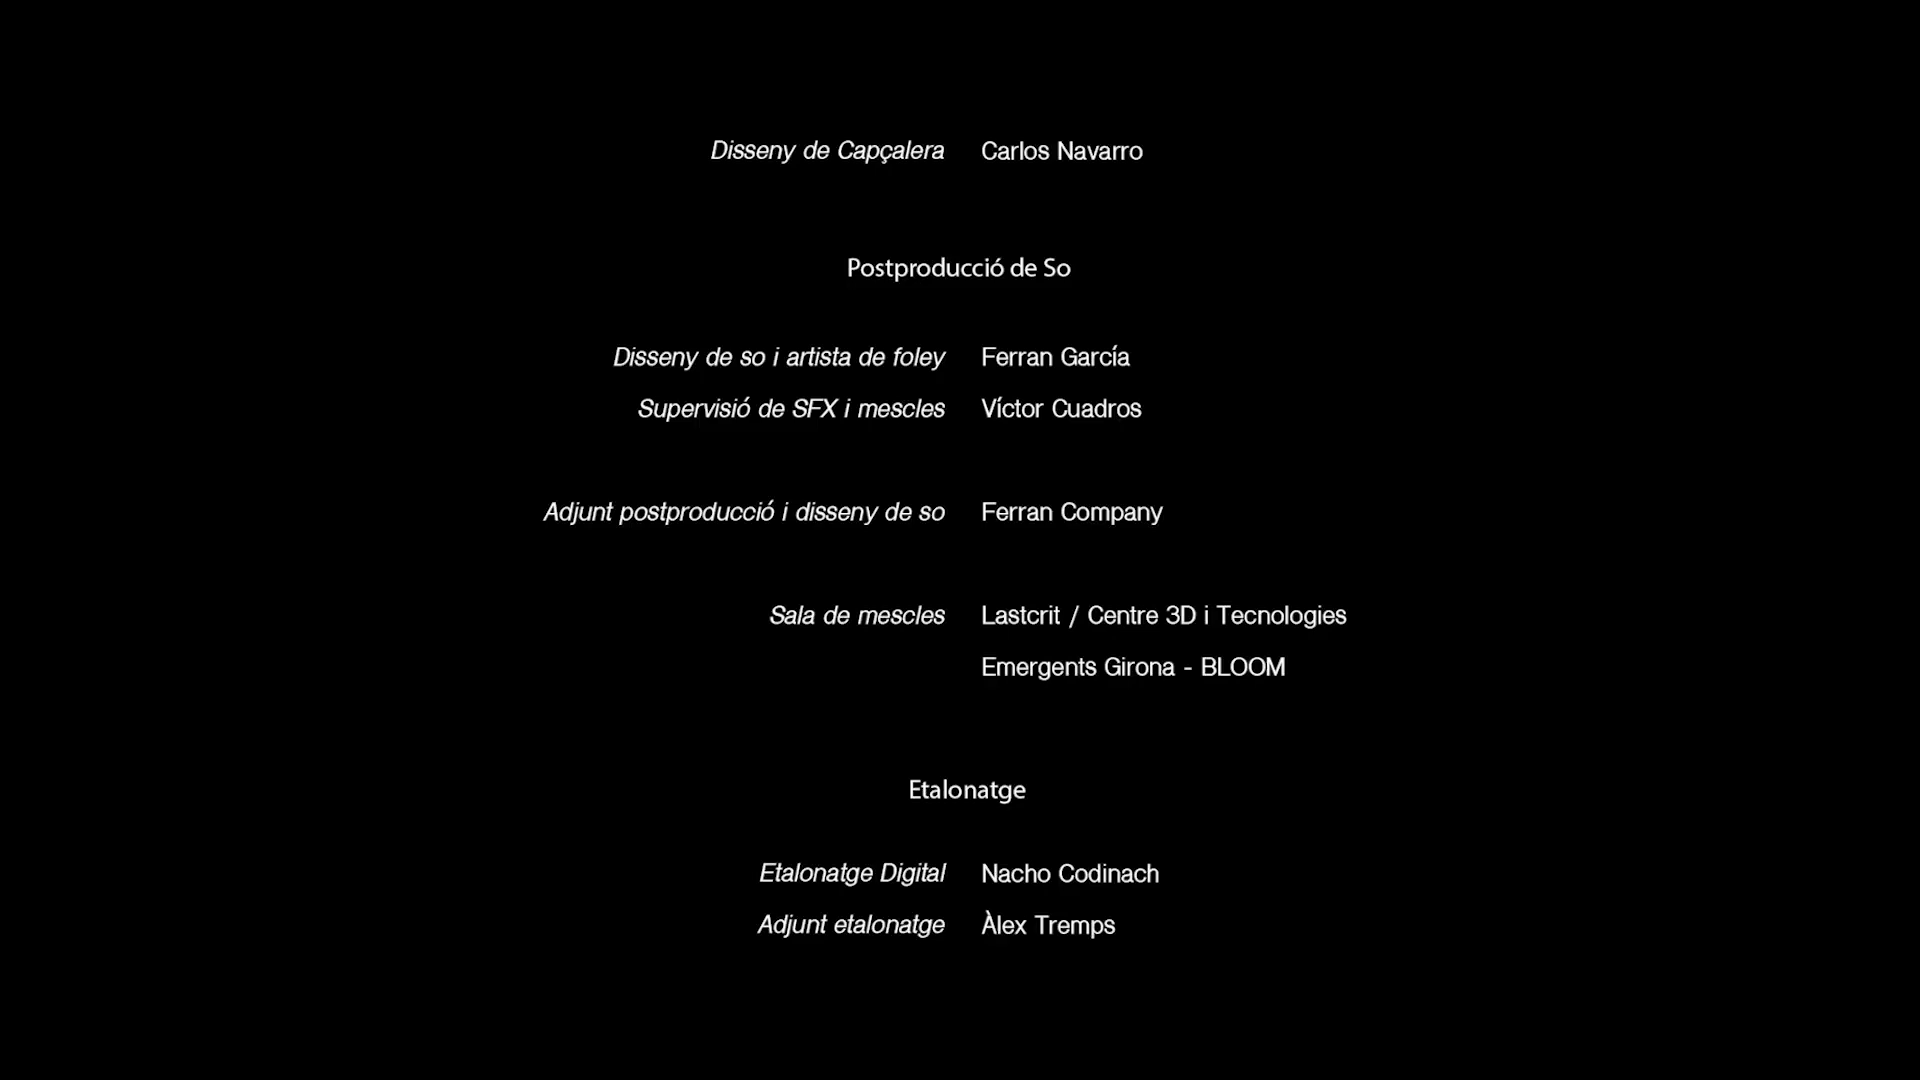 Disseny de Capçalera Carlos Navarro
Postproducció de So
Disseny de so i artista de foley Ferran García
Supervisió de SFX i mescles Víctor Cuadros
Adjunt postproducció i disseny de so Ferran Company
Sala de mescles Lastcrit / Centre 3D i Tecnologies
Emergents Girona - BLOOM
Etalonatge
Etalonatge Digital Nacho Codinach
Adjunt etalonatge Àlex Tremps